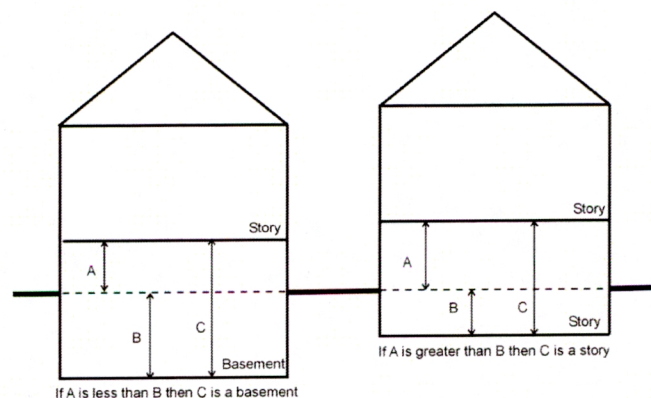 Story
A
B
C
Basement
If A is less than B then C is a basement
Story
A
B
C
Story
If A is greater than B then C is a story